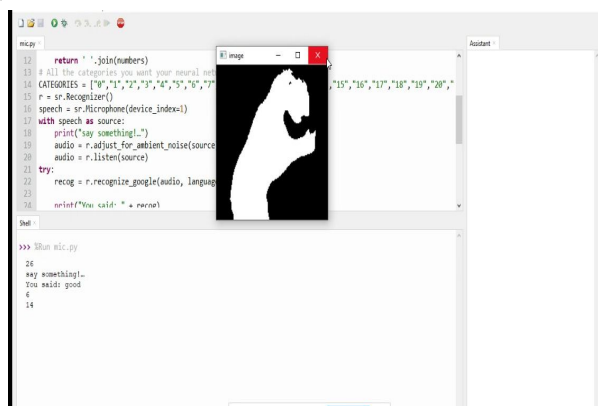 mic.py ×
Assistant ×
image
12 return ' '.join(numbers)
13 # All the categories you want your neural net
14 CATEGORIES = ["0","1","2","3","4","5","6","7" ,"15","16","17","18","19","20","
15 r = sr.Recognizer()
16 speech = sr.Microphone(device_index=1)
17 with speech as source:
18 print("say something!…")
19 audio = r.adjust_for_ambient_noise(source
20 audio = r.listen(source)
21 try:
22 recog = r.recognize_google(audio, languag
23
24 print("You said: " + recog)
Shell ×
>>> %Run mic.py
26
say something!…
You said: good
6
14